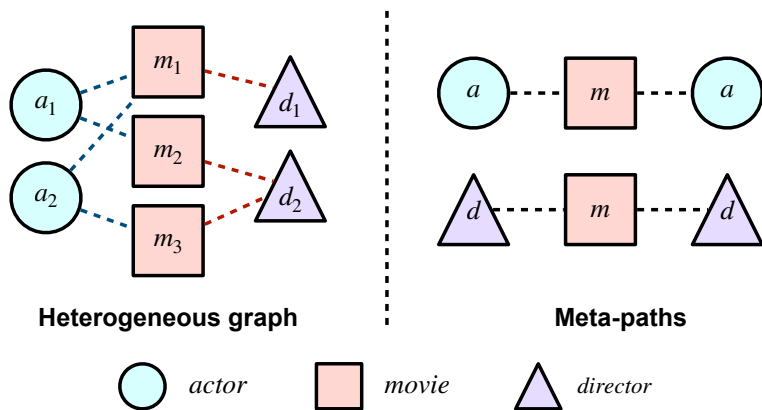 a1
a2
m1
m2
m3
d1
d2
Heterogeneous graph
a m a
d m d
Meta-paths
actor movie director